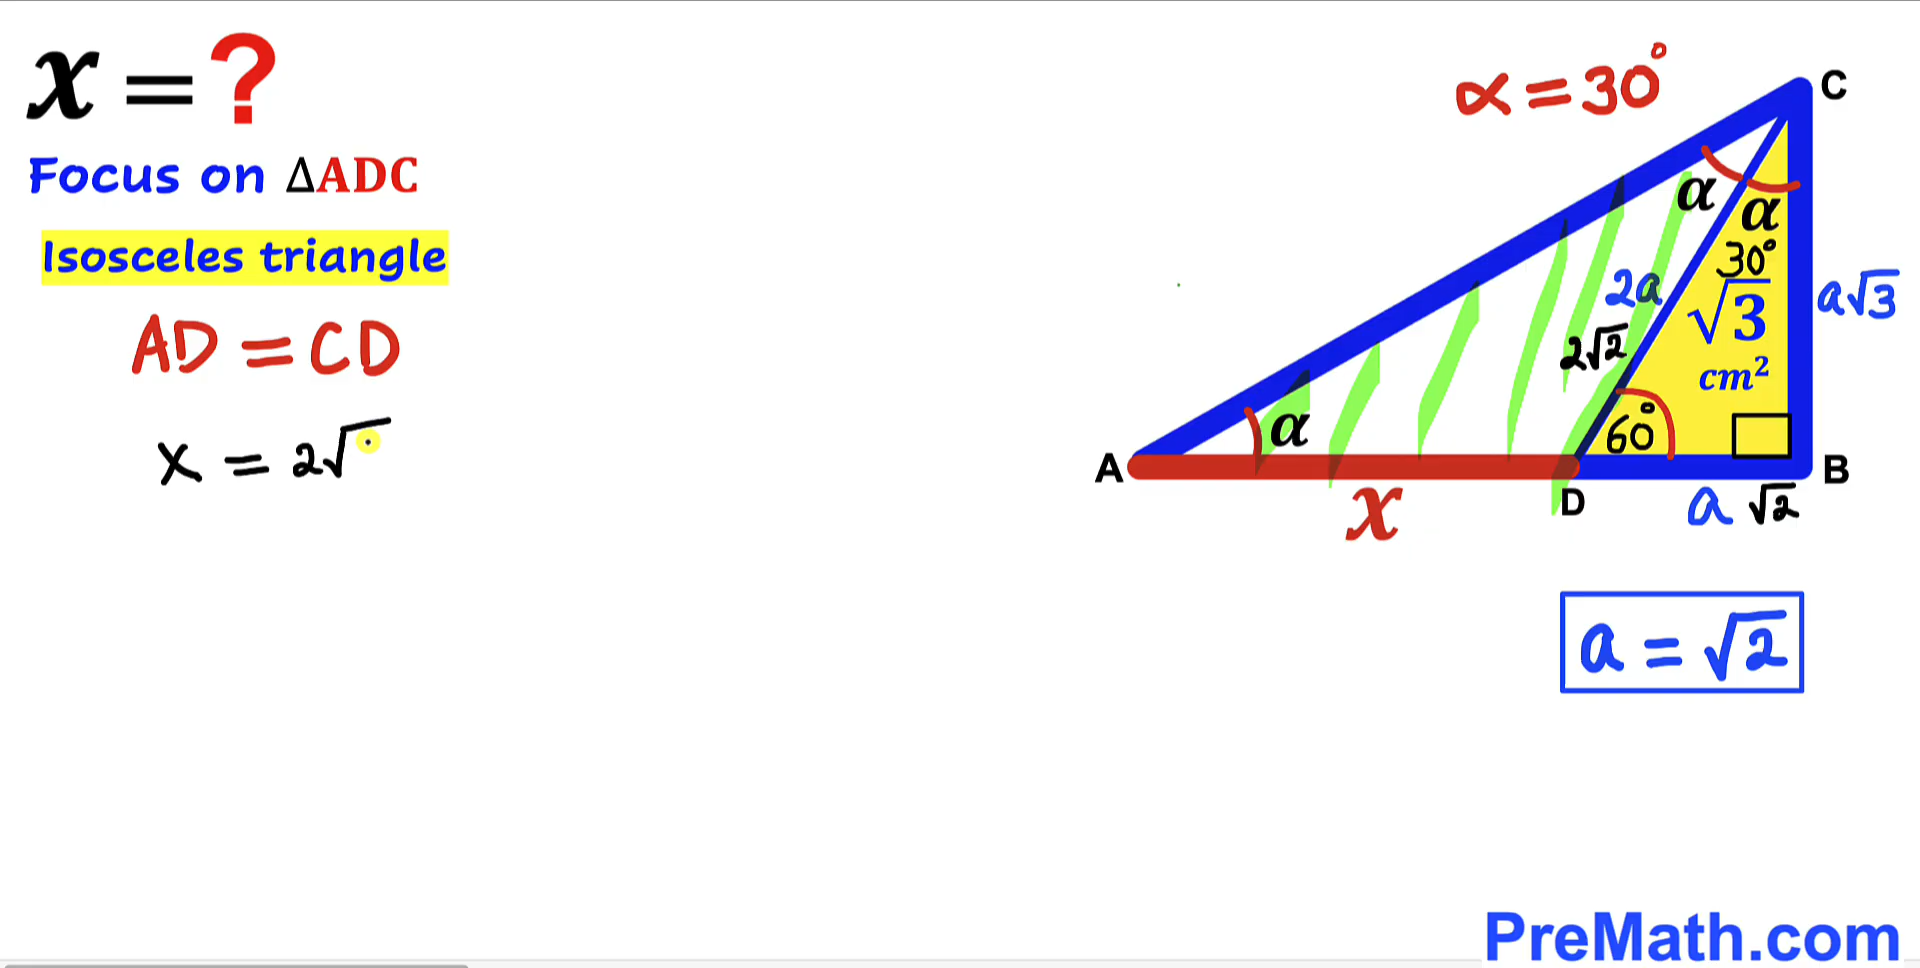 x = ?
Focus on ΔADC
Isosceles triangle
AD = CD
x = 2√
α = 30°
C
α
α
30°
2a
√3
cm²
a√3
2√2
α
60°
A
B
x
D
a √2
a = √2
PreMath.com